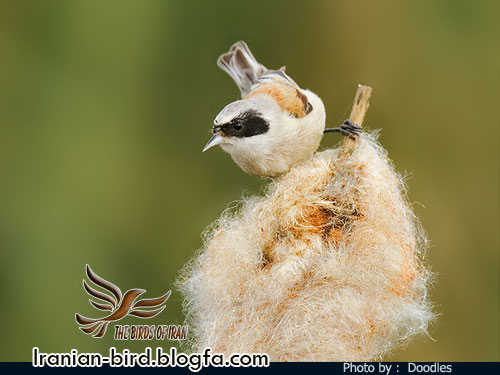 THE BIRDS OF IRAN
Iranian-bird.blogfa.com
Photo by : Doodles